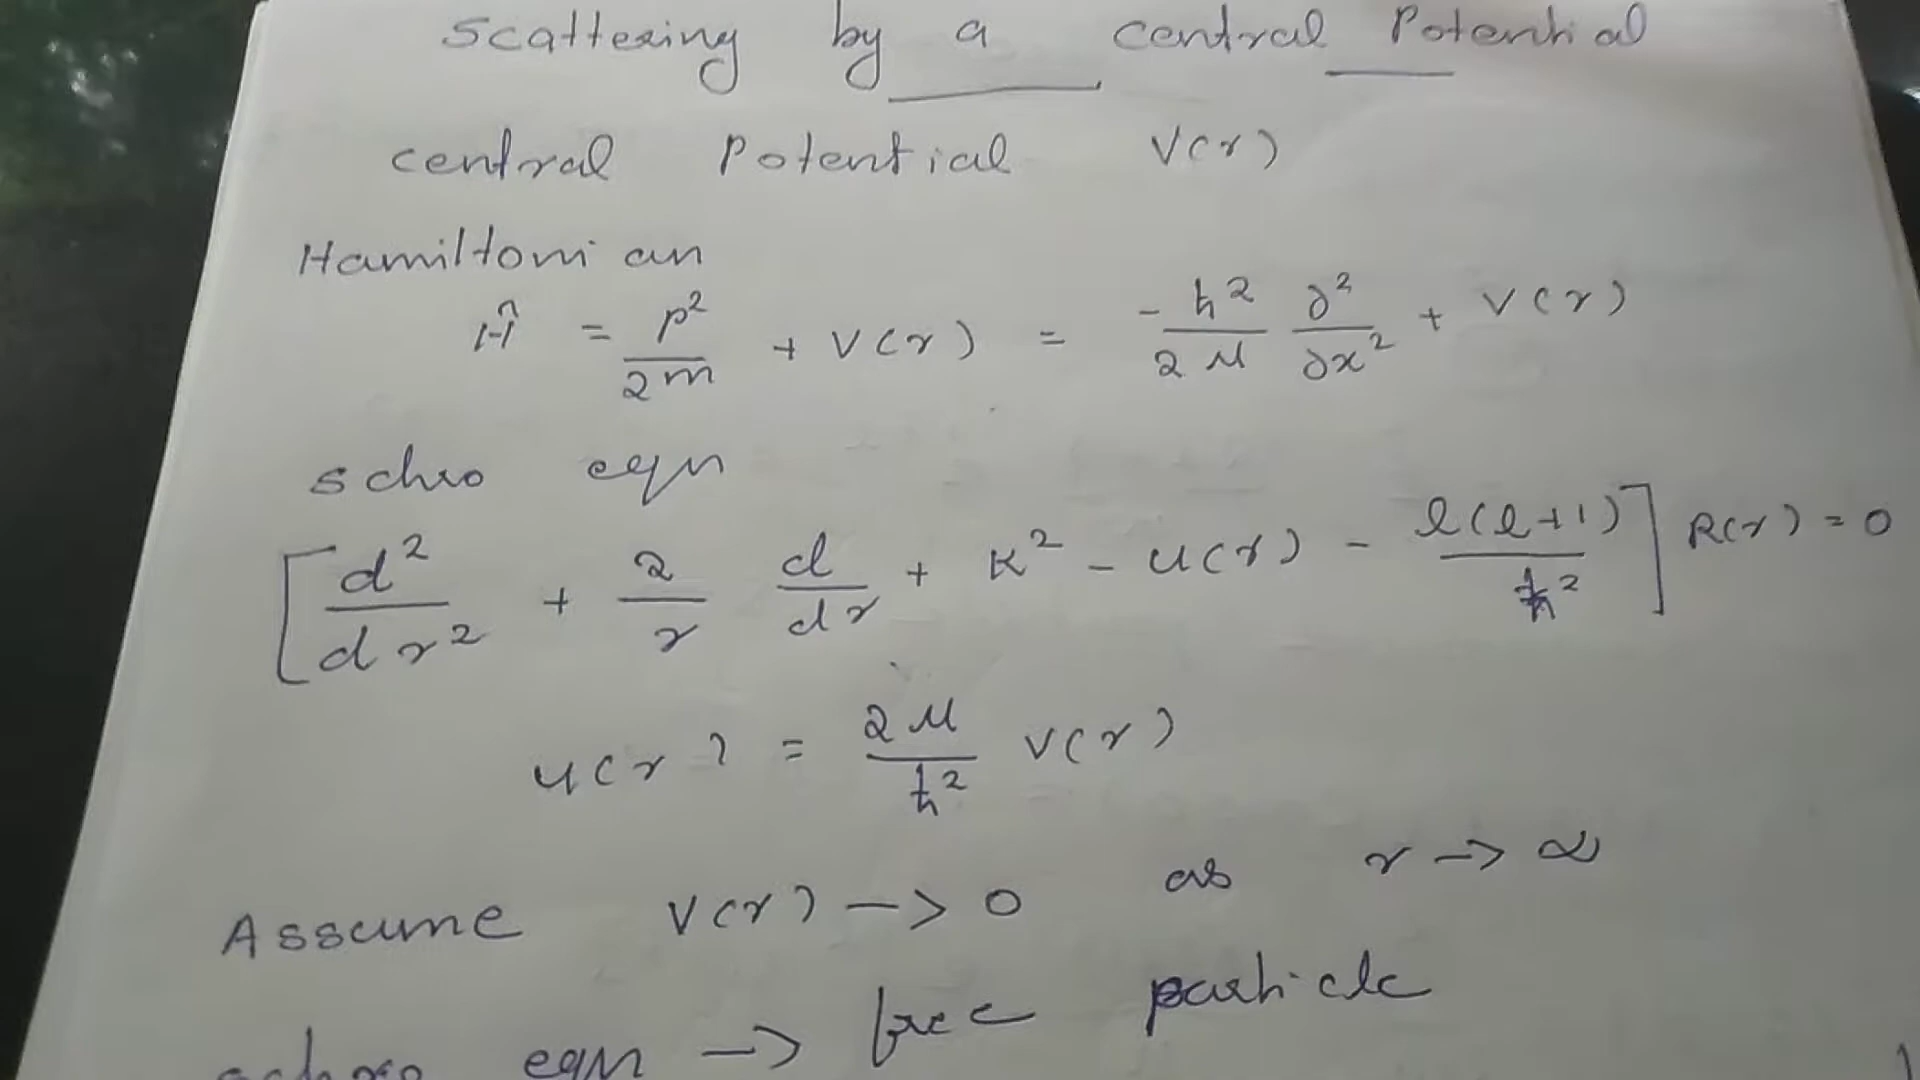 Scattering by a central Potential
central Potential V(r)
Hamiltonian
Ĥ = p²/2m + V(r) = -ħ²/2μ ∂²/∂x² + V(r)
schro eqn
[d²/dr² + 2/r d/dr + K² - u(r) - l(l+1)/ħ²] R(r) = 0
u(r) = 2μ/ħ² V(r)
Assume V(r) -> 0 as r -> ∞
schro eqn -> free particle